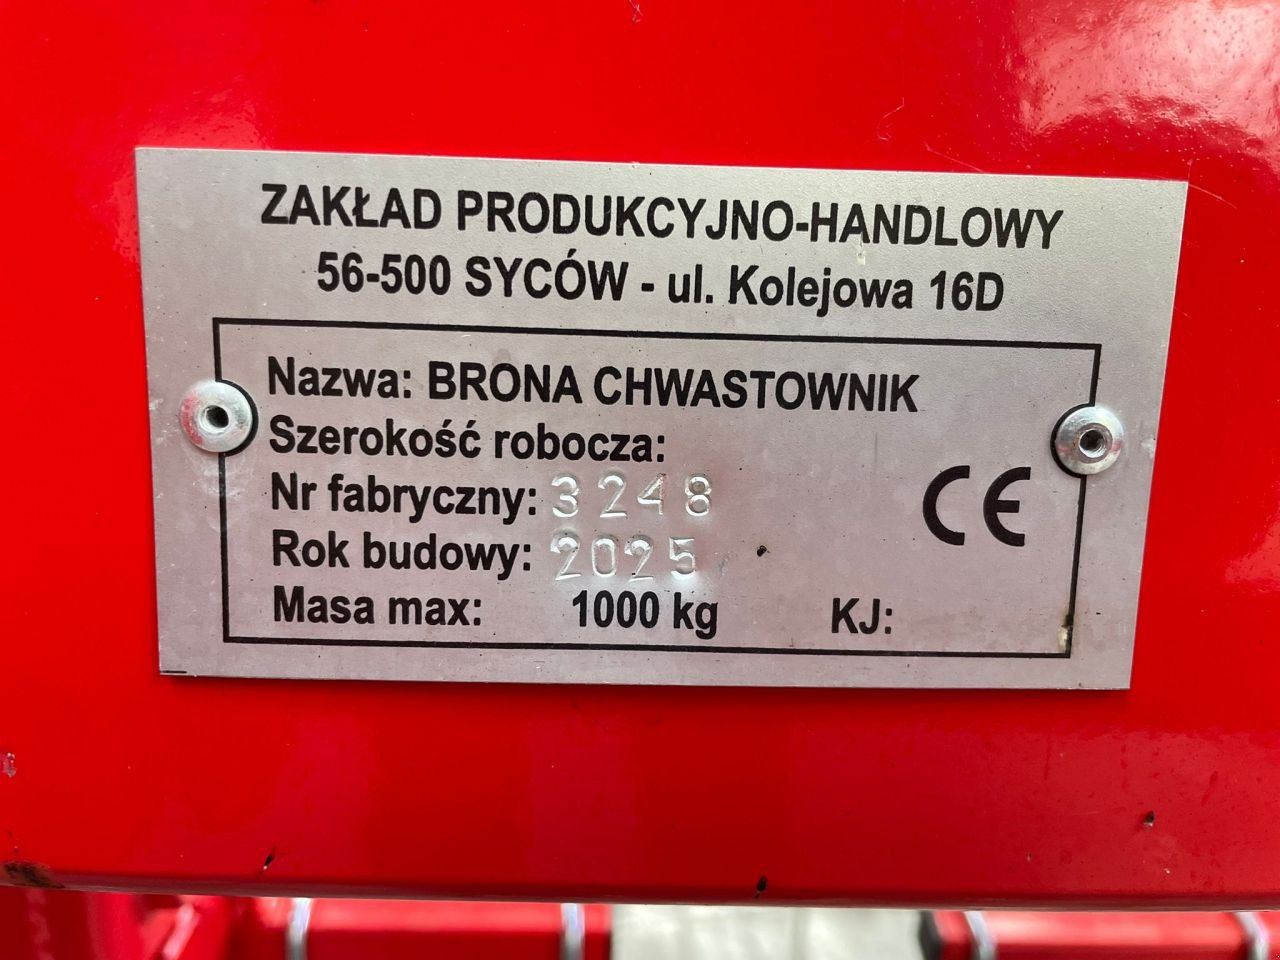 ZAKŁAD PRODUKCYJNO-HANDLOWY
56-500 SYCÓW - ul. Kolejowa 16D
Nazwa: BRONA CHWASTOWNIK
Szerokość robocza:
Nr fabryczny: 3248
Rok budowy: 2025
Masa max: 1000 kg KJ:
CE